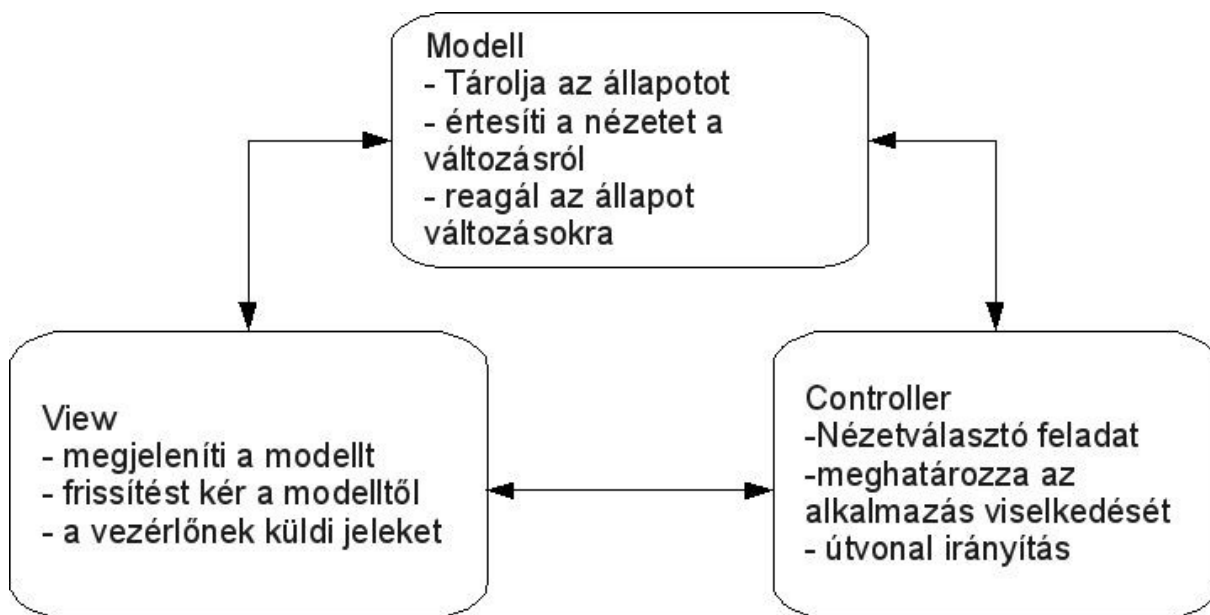 Modell
- Tárolja az állapotot
- értesíti a nézetet a
változásról
- reagál az állapot
változásokra
View
- megjeleníti a modellt
- frissítést kér a modelltől
- a vezérlőnek küldi jeleket
Controller
-Nézetválasztó feladat
-meghatározza az
alkalmazás viselkedését
- útvonal irányítás